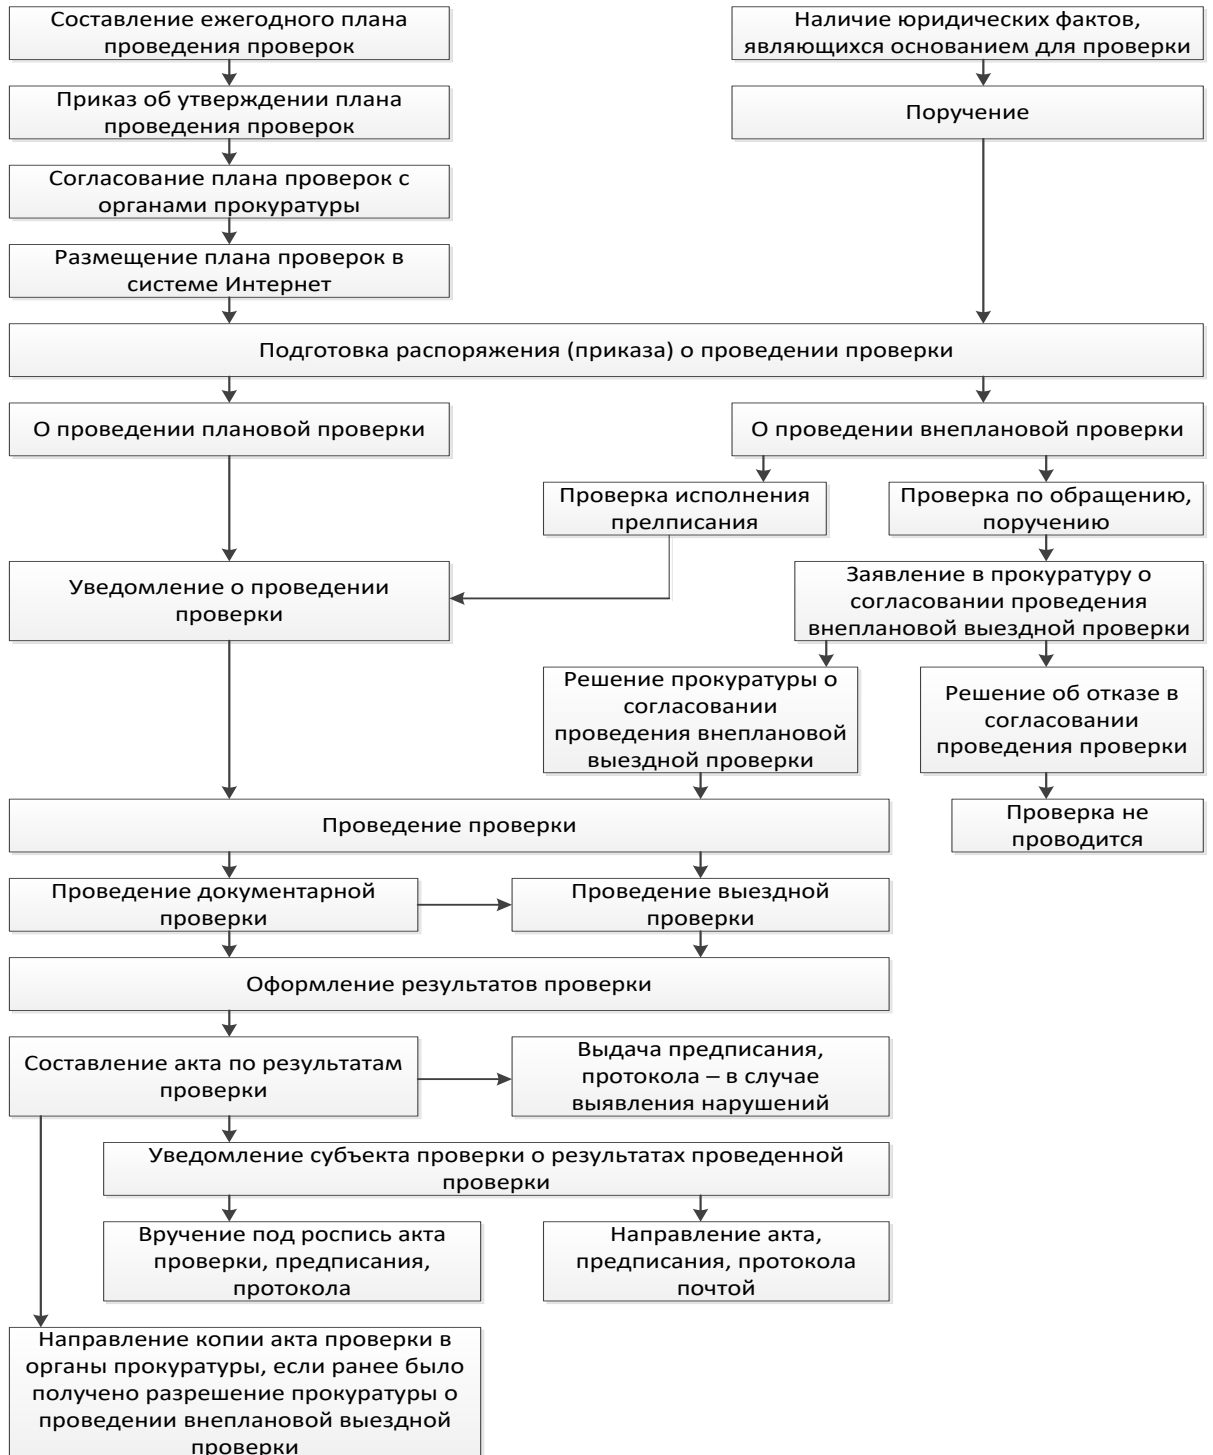 Составление ежегодного плана
проведения проверок
Наличие юридических фактов,
являющихся основанием для проверки
Приказ об утверждении плана
проведения проверок
Поручение
Согласование плана проверок с
органами прокуратуры
Размещение плана проверок в
системе Интернет
Подготовка распоряжения (приказа) о проведении проверки
О проведении плановой проверки
О проведении внеплановой проверки
Проверка исполнения
прелписания
Проверка по обращению,
поручению
Уведомление о проведении
проверки
Заявление в прокуратуру о
согласовании проведения
внеплановой выездной проверки
Решение прокуратуры о
согласовании
проведения внеплановой
выездной проверки
Решение об отказе в
согласовании
проведения проверки
Проведение проверки
Проверка не
проводится
Проведение документарной
проверки
Проведение выездной
проверки
Оформление результатов проверки
Составление акта по результатам
проверки
Выдача предписания,
протокола – в случае
выявления нарушений
Уведомление субъекта проверки о результатах проведенной
проверки
Вручение под роспись акта
проверки, предписания,
протокола
Направление акта,
предписания, протокола
почтой
Направление копии акта проверки в
органы прокуратуры, если ранее было
получено разрешение прокуратуры о
проведении внеплановой выездной
проверки